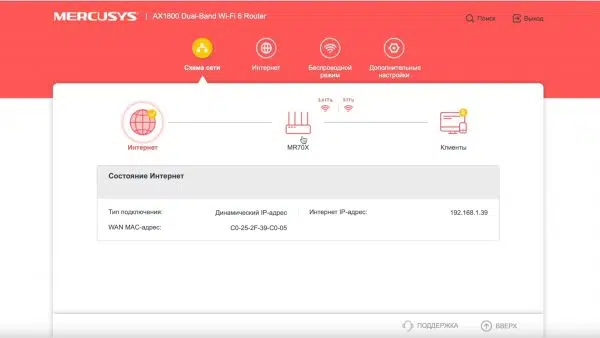 MERCUSYS | AX1800 Dual-Band Wi-Fi 6 Router
Поиск
Выход
Схема сети
Интернет
Беспроводной
режим
Дополнительные
настройки
2,4 ГГц
5 ГГц
Интернет
MR70X
Клиенты
Состояние Интернет
Тип подключения: Динамический IP-адрес
Интернет IP-адрес: 192.168.1.39
WAN MAC-адрес: C0-25-2F-39-C0-05
ПОДДЕРЖКА
ВВЕРХ